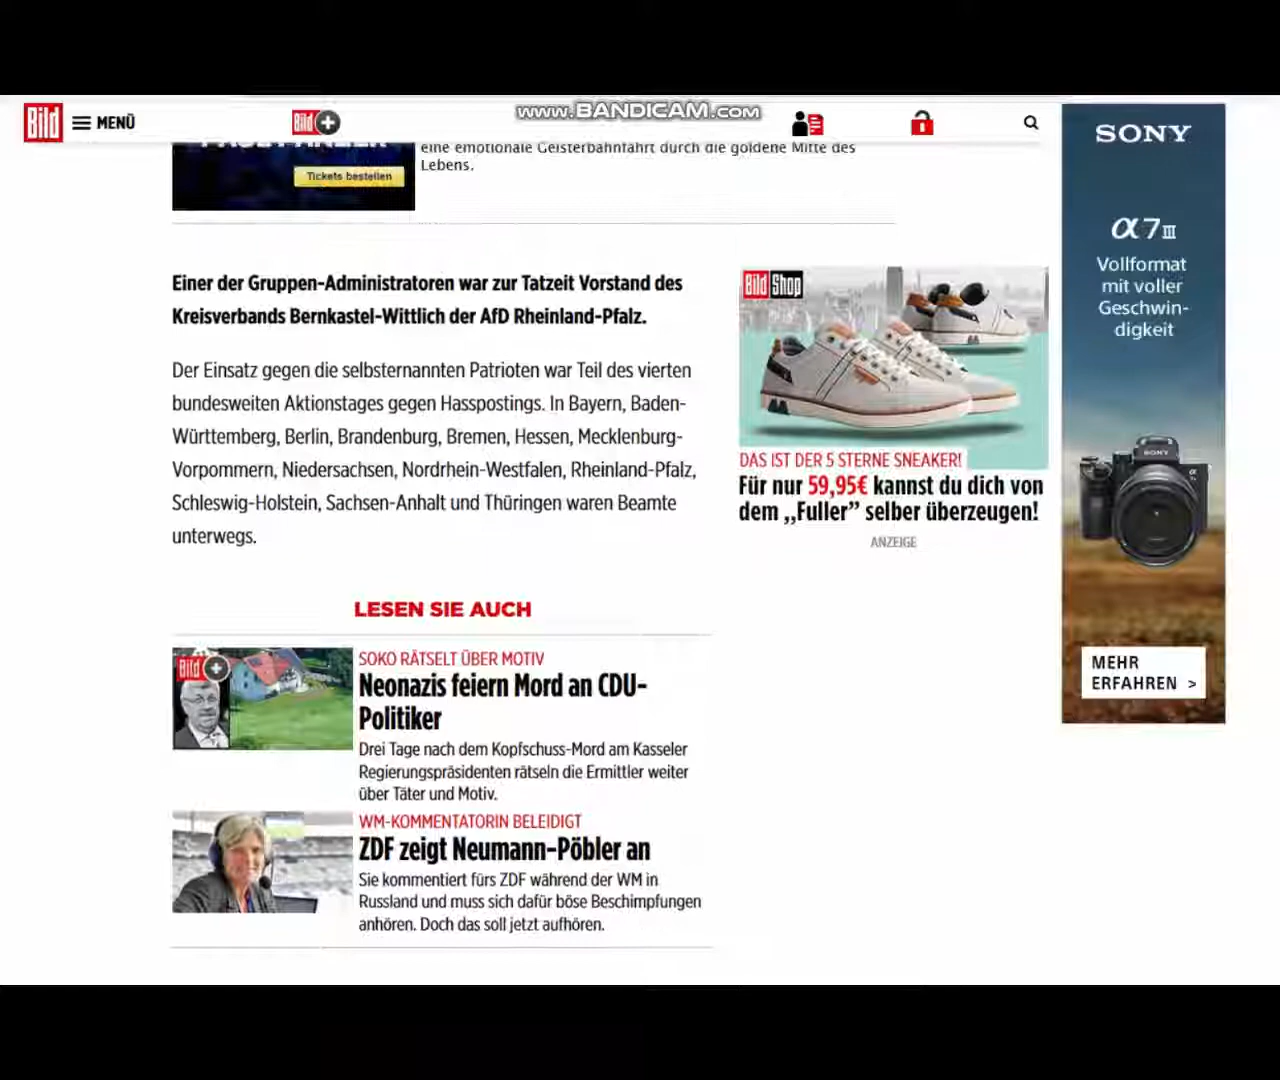 Bild
MENÜ
Bild+
www.BANDICAM.com
Tickets bestellen
eine emotionale Geisterbahnfahrt durch die goldene Mitte des
Lebens.
Einer der Gruppen-Administratoren war zur Tatzeit Vorstand des
Kreisverbands Bernkastel-Wittlich der AfD Rheinland-Pfalz.
Der Einsatz gegen die selbsternannten Patrioten war Teil des vierten
bundesweiten Aktionstages gegen Hasspostings. In Bayern, Baden-
Württemberg, Berlin, Brandenburg, Bremen, Hessen, Mecklenburg-
Vorpommern, Niedersachsen, Nordrhein-Westfalen, Rheinland-Pfalz,
Schleswig-Holstein, Sachsen-Anhalt und Thüringen waren Beamte
unterwegs.
LESEN SIE AUCH
Bild+
SOKO RÄTSELT ÜBER MOTIV
Neonazis feiern Mord an CDU-
Politiker
Drei Tage nach dem Kopfschuss-Mord am Kasseler
Regierungspräsidenten rätseln die Ermittler weiter
über Täter und Motiv.
WM-KOMMENTATORIN BELEIDIGT
ZDF zeigt Neumann-Pöbler an
Sie kommentiert fürs ZDF während der WM in
Russland und muss sich dafür böse Beschimpfungen
anhören. Doch das soll jetzt aufhören.
Bild Shop
DAS IST DER 5 STERNE SNEAKER!
Für nur 59,95€ kannst du dich von
dem „Fuller” selber überzeugen!
ANZEIGE
SONY
α7III
Vollformat
mit voller
Geschwin-
digkeit
SONY
MEHR
ERFAHREN >